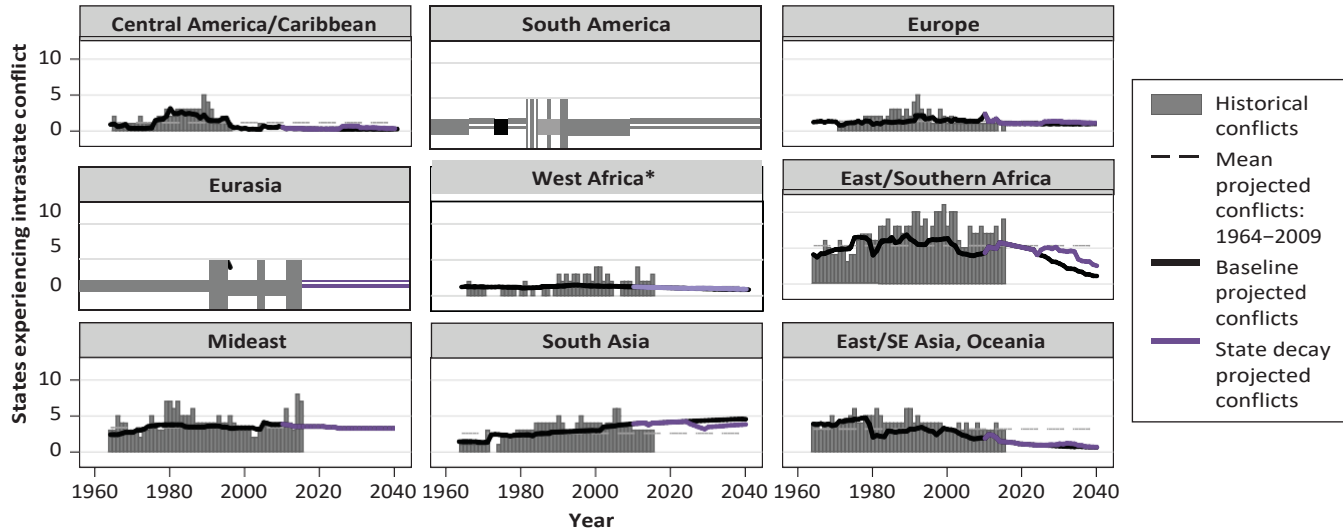 States experiencing intrastate conflict
Central America/Caribbean
South America
Europe
10
5
0
Eurasia
West Africa*
East/Southern Africa
10
5
0
Mideast
South Asia
East/SE Asia, Oceania
10
5
0
1960 1980 2000 2020 2040
1960 1980 2000 2020 2040
1960 1980 2000 2020 2040
Year
Historical
conflicts
Mean
projected
conflicts:
1964–2009
Baseline
projected
conflicts
State decay
projected
conflicts